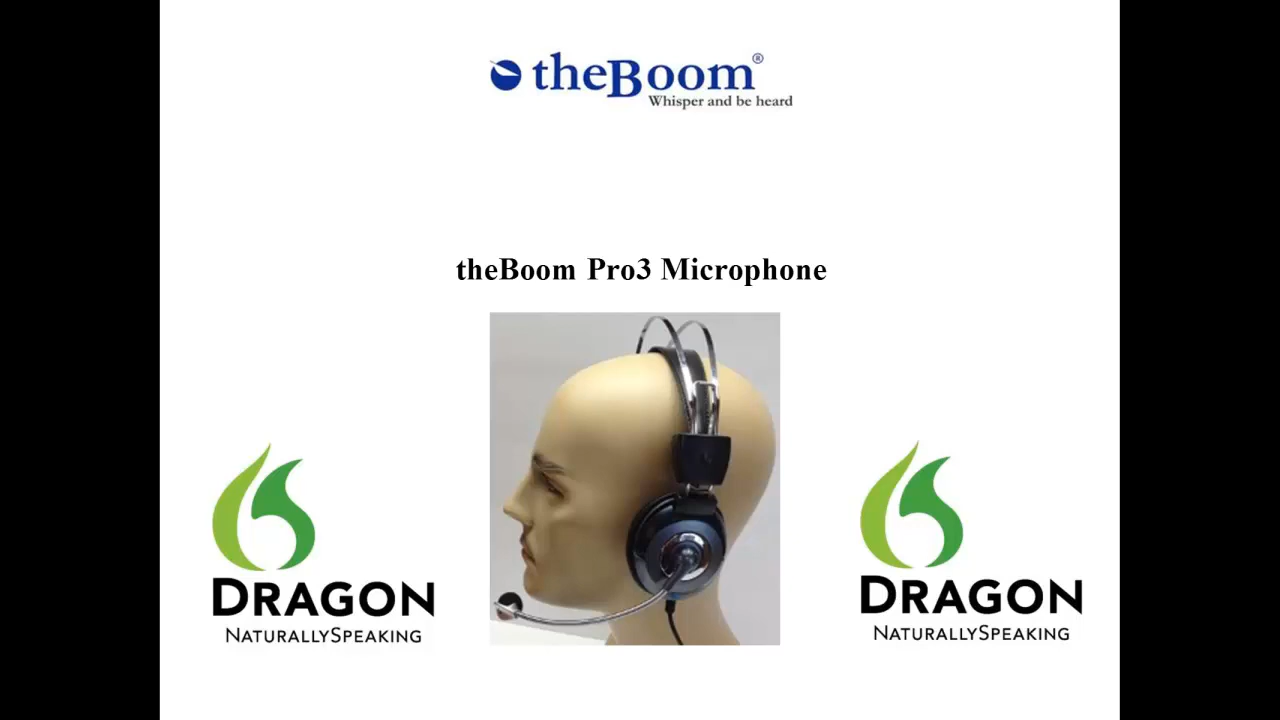 theBoom®
Whisper and be heard
theBoom Pro3 Microphone
DRAGON
NATURALLYSPEAKING
DRAGON
NATURALLYSPEAKING